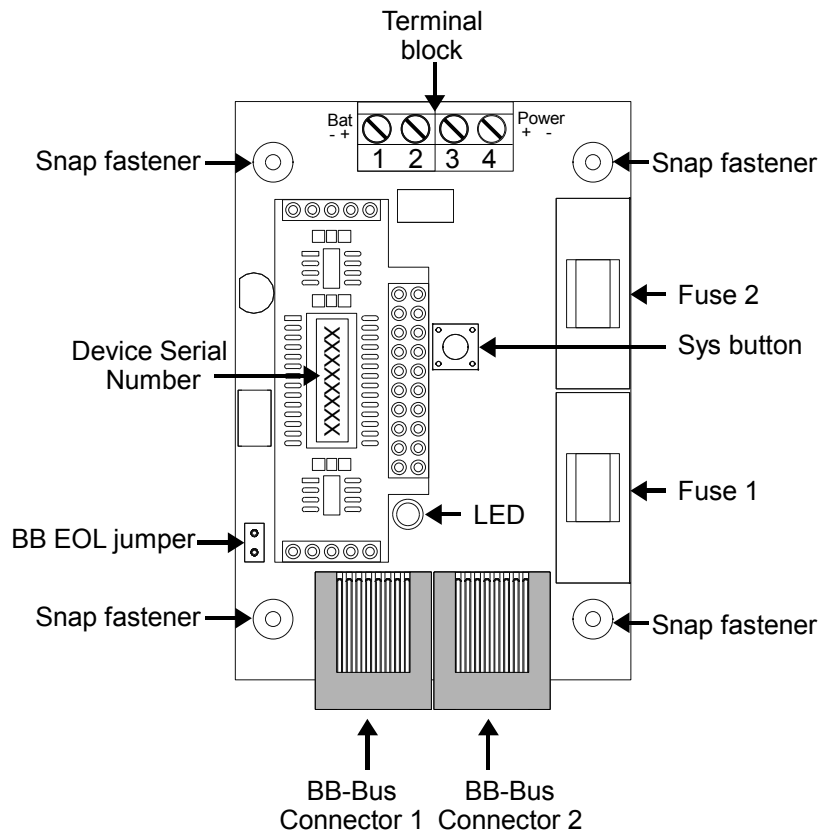 Terminal
block
Bat
- +
Power
+ -
1 2 3 4
Snap fastener
Snap fastener
Fuse 2
Sys button
Device Serial
Number
XXXXXXX
Fuse 1
LED
BB EOL jumper
Snap fastener
Snap fastener
BB-Bus
Connector 1
BB-Bus
Connector 2